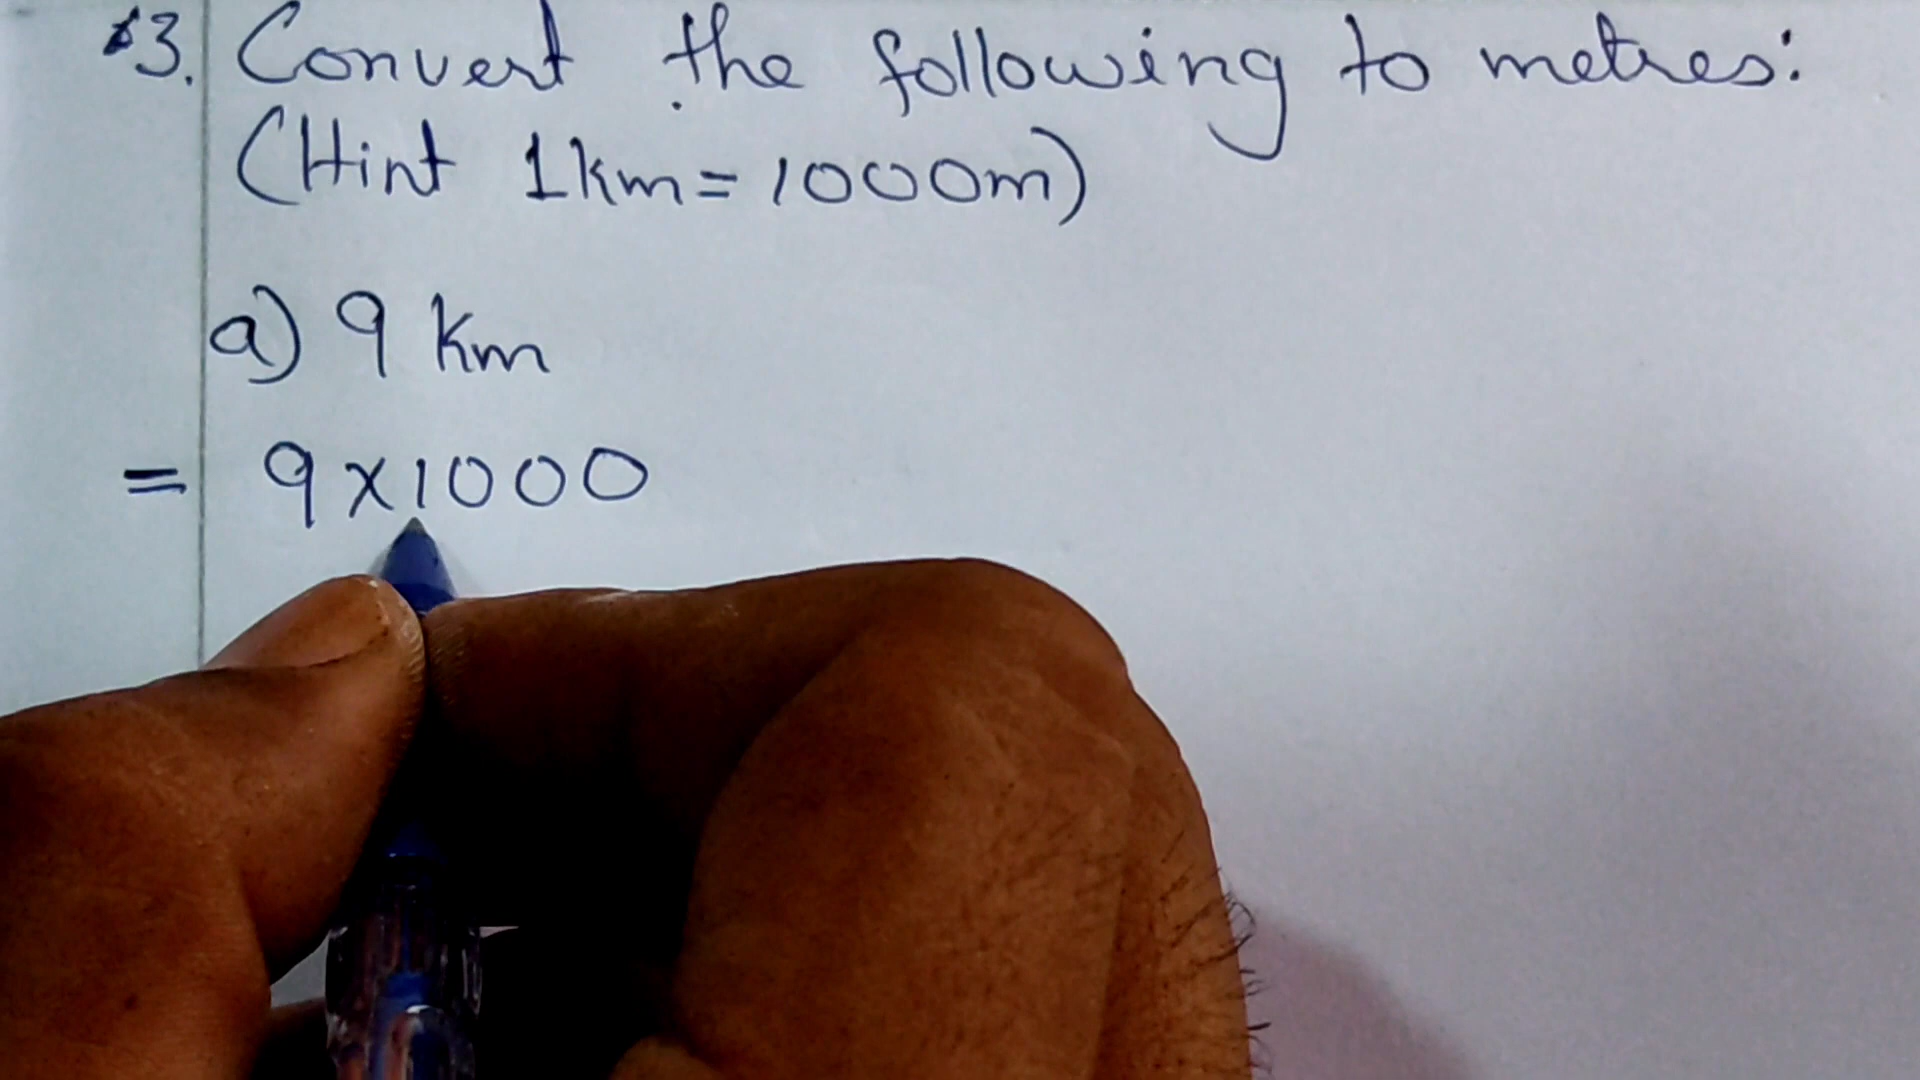 3. Convert the following to metres:
(Hint 1km=1000m)
a) 9 km
= 9×1000